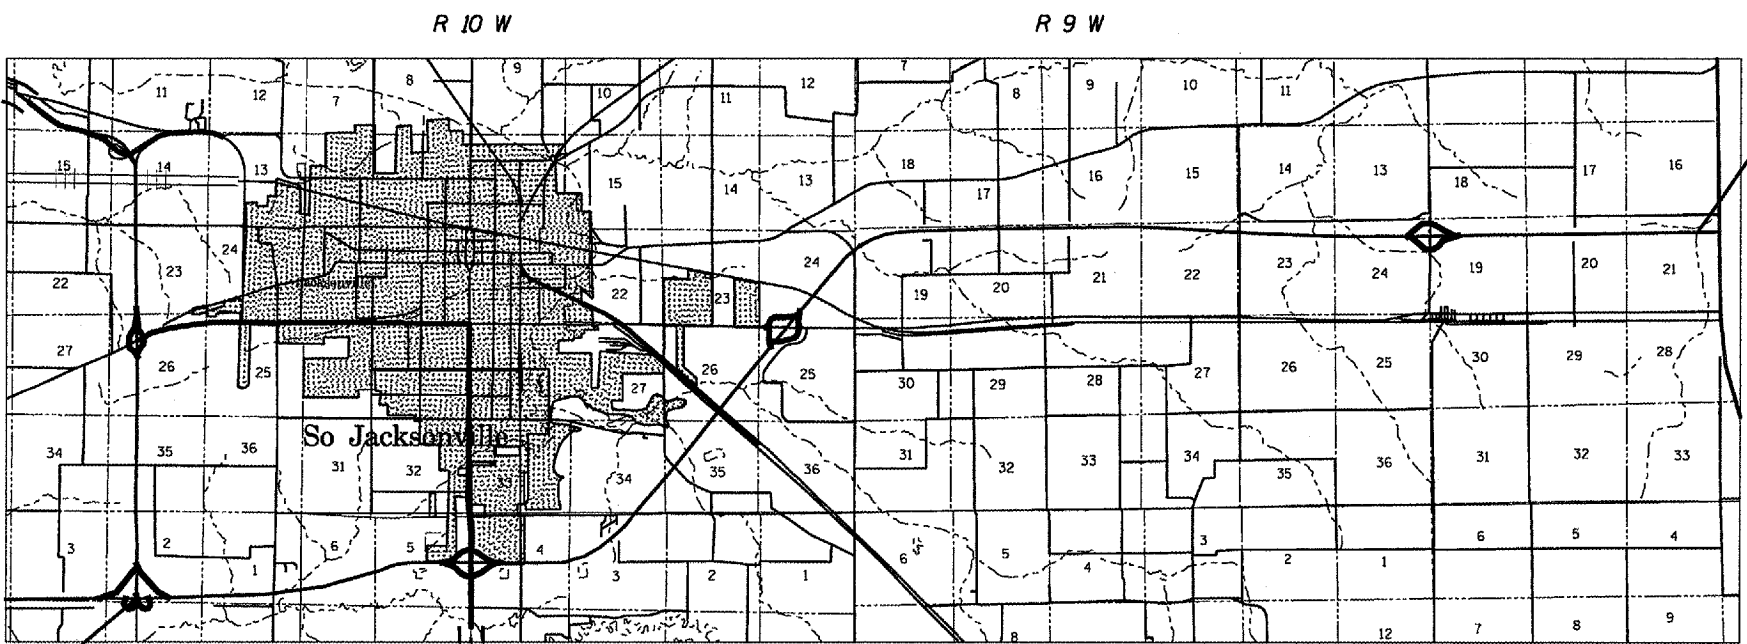 R 10 W R 9 W
9 7
8 12 8 9 10
11 12 7 10 11 11
15 14 13 15 14 13 18 17 16 15 14 13 18 17 16
24 23 22 22 23 24 19 20 21 22 23 24 19 20 21
Jacksonville
27 26 25 27 26 25 30 29 28 27 26 25 30 29 28
So Jacksonville
34 35 36 31 32 33 34 35 36 31 32 33 34 35 36 31 32 33
3 2 1 6 5 4 3 2 1 6 5 4 3 2 1 6 5 4
8 12 7 8 9